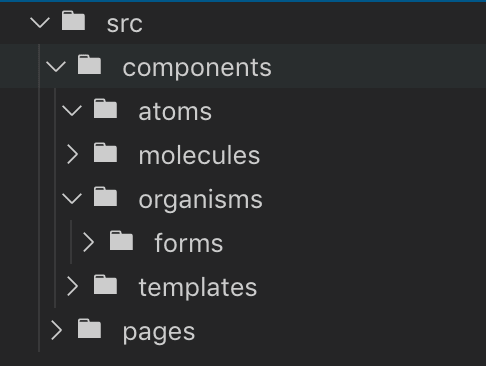 src
components
atoms
molecules
organisms
forms
templates
pages